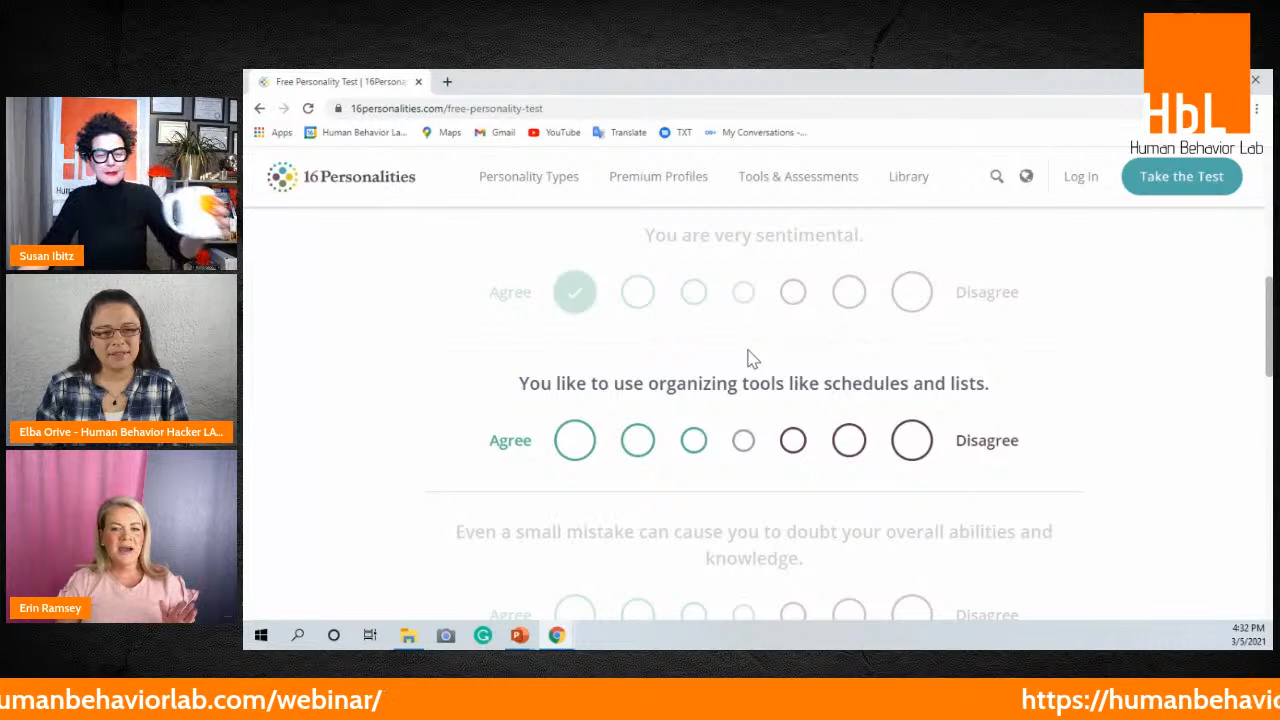 Free Personality Test | 16Persona
16personalities.com/free-personality-test
Apps
Human Behavior La...
Maps
Gmail
YouTube
Translate
TXT
My Conversations -...
HbL
Human Behavior Lab
16Personalities
Personality Types
Premium Profiles
Tools & Assessments
Library
Log In
Take the Test
You are very sentimental.
Agree
Disagree
You like to use organizing tools like schedules and lists.
Agree
Disagree
Even a small mistake can cause you to doubt your overall abilities and
knowledge.
Agree
Disagree
Susan Ibitz
Elba Orive - Human Behavior Hacker LA...
Erin Ramsey
4:32 PM
3/5/2021
umanbehaviorlab.com/webinar/
https://humanbehavio